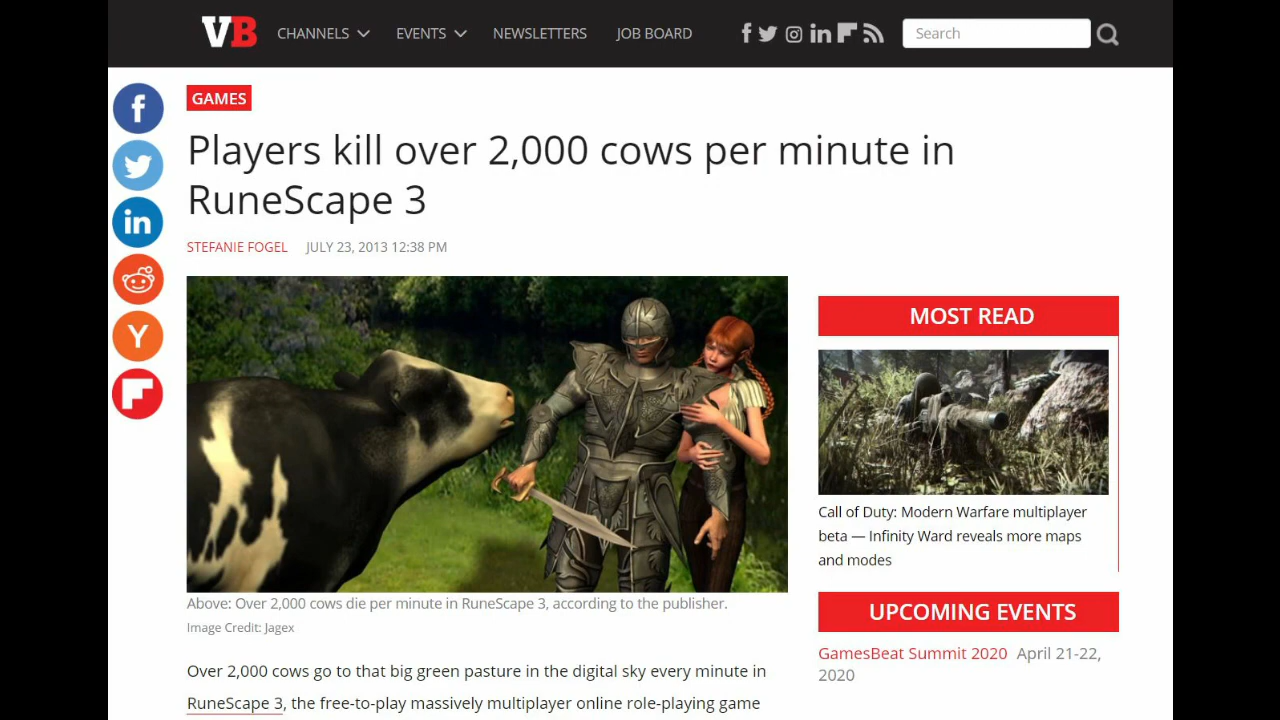 VB CHANNELS EVENTS NEWSLETTERS JOB BOARD Search
GAMES
Players kill over 2,000 cows per minute in
RuneScape 3
STEFANIE FOGEL JULY 23, 2013 12:38 PM
Above: Over 2,000 cows die per minute in RuneScape 3, according to the publisher.
Image Credit: Jagex
Over 2,000 cows go to that big green pasture in the digital sky every minute in
RuneScape 3, the free-to-play massively multiplayer online role-playing game
MOST READ
Call of Duty: Modern Warfare multiplayer
beta — Infinity Ward reveals more maps
and modes
UPCOMING EVENTS
GamesBeat Summit 2020 April 21-22,
2020